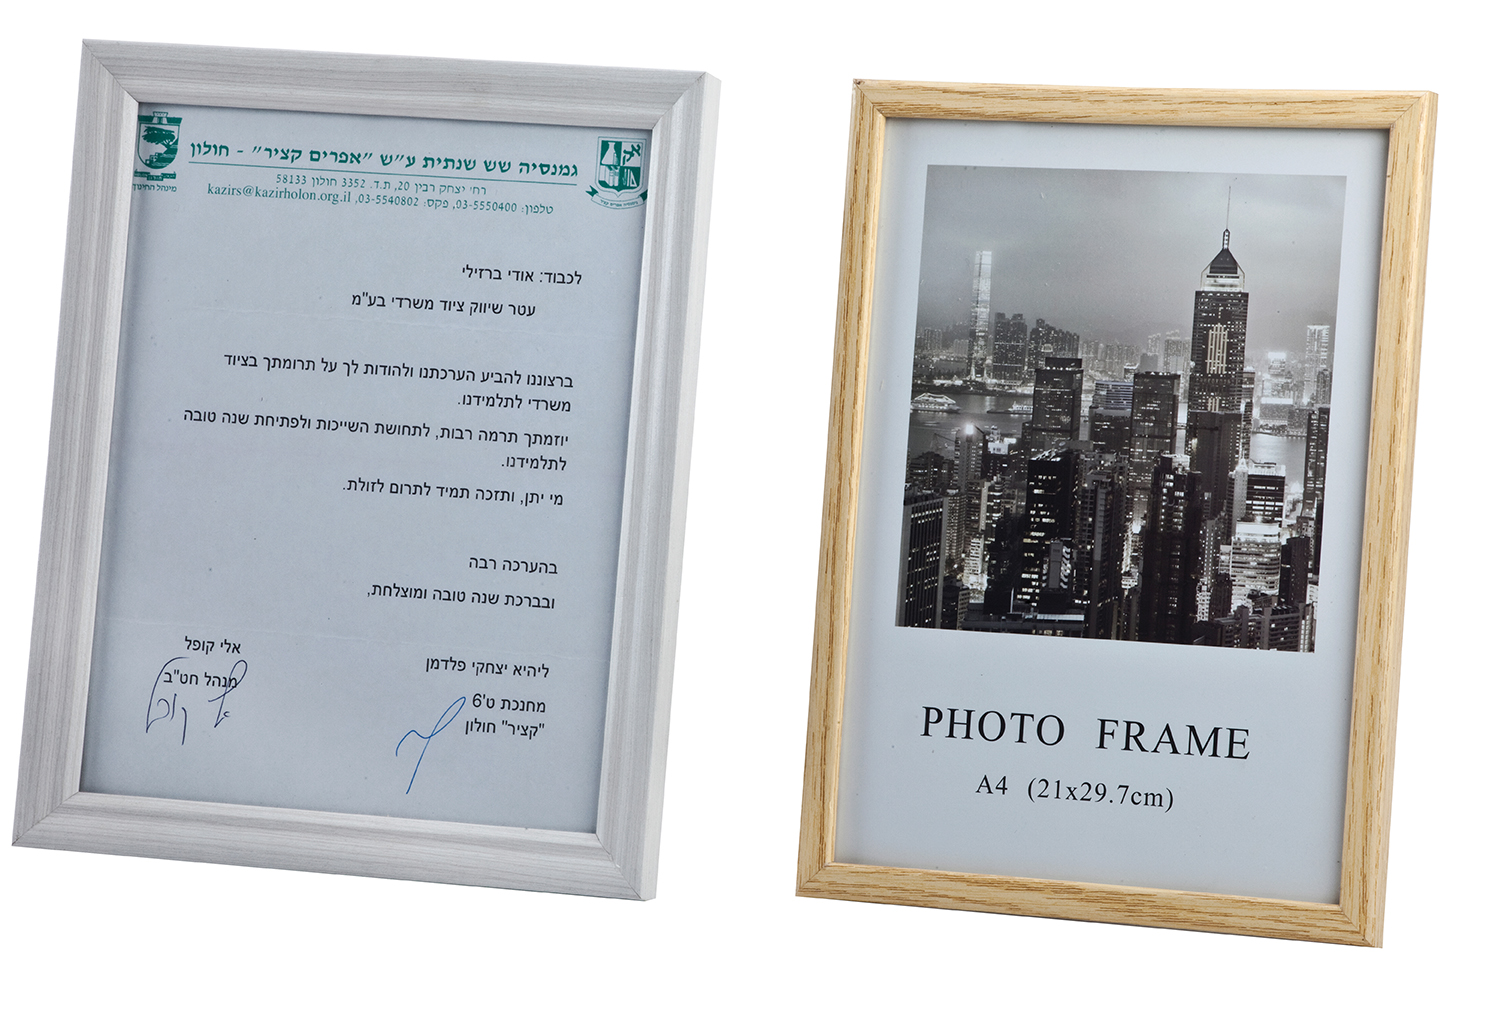 גמנסיה שש שנתית ע״ש ״אפרים קציר״ - חולון
רח׳ יצחק רבין 20, ת.ד. 3352 חולון 58133
טלפון: 03-5550400, פקס: 03-5540802, kazirs@kazirholon.org.il
מינהל החינוך
לכבוד: אודי ברזילי
עטר שיווק ציוד משרדי בע"מ
ברצוננו להביע הערכתנו ולהודות לך על תרומתך בציוד
משרדי לתלמידנו.
יוזמתך תרמה רבות, לתחושת השייכות ולפתיחת שנה טובה
לתלמידנו.
מי יתן, ותזכה תמיד לתרום לזולת.
בהערכה רבה
ובברכת שנה טובה ומוצלחת,
ליהיא יצחקי פלדמן
מחנכת ט'6
"קציר" חולון
אלי קופל
מנהל חט"ב
PHOTO FRAME
A4 (21x29.7cm)